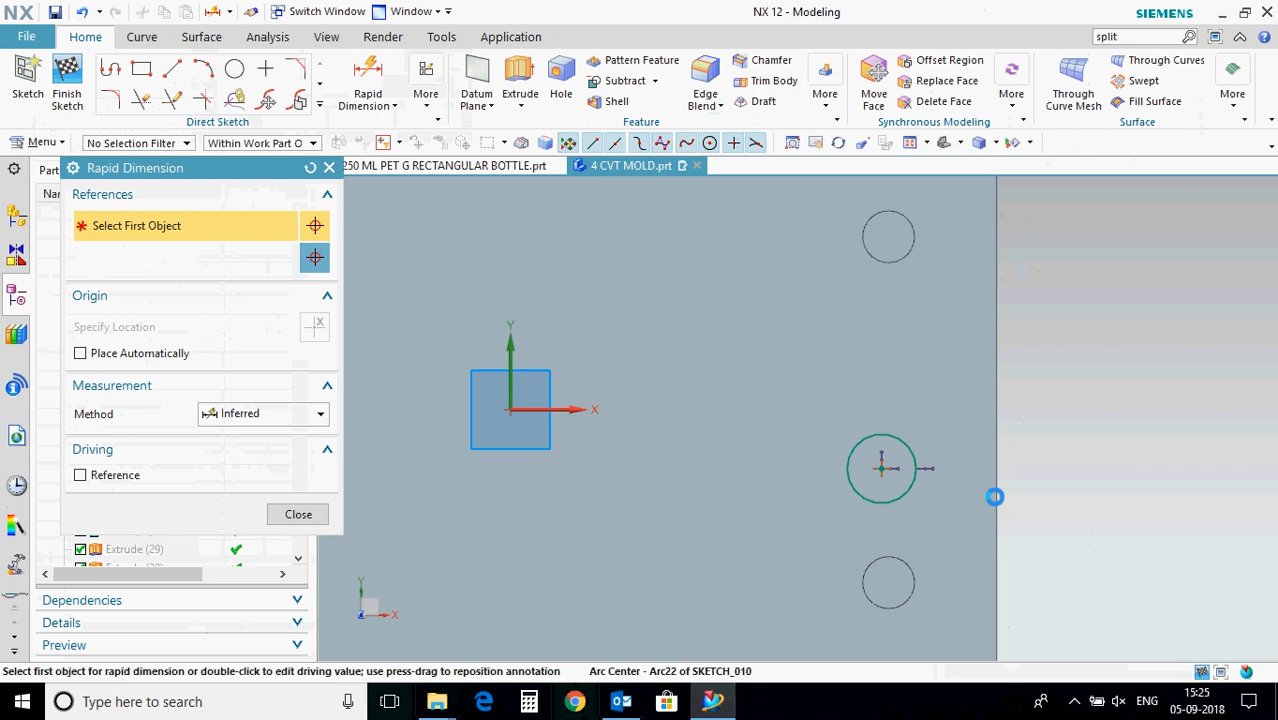 NX
Switch Window
Window
NX 12 - Modeling
SIEMENS
File
Home
Curve
Surface
Analysis
View
Render
Tools
Application
split
Sketch
Finish
Sketch
Direct Sketch
Rapid
Dimension
More
Datum
Plane
Extrude
Hole
Pattern Feature
Subtract
Shell
Edge
Blend
Chamfer
Trim Body
Draft
More
Feature
Move
Face
Offset Region
Replace Face
Delete Face
More
Synchronous Modeling
Through
Curve Mesh
Through Curves
Swept
Fill Surface
More
Surface
Menu
No Selection Filter
Within Work Part O
Part
250 ML PET G RECTANGULAR BOTTLE.prt
4 CVT MOLD.prt
Rapid Dimension
References
Select First Object
Origin
Specify Location
Place Automatically
Measurement
Method
Inferred
Driving
Reference
Close
Extrude (29)
Dependencies
Details
Preview
Y
X
Y
X
Select first object for rapid dimension or double-click to edit driving value; use press-drag to reposition annotation
Arc Center - Arc22 of SKETCH_010
Type here to search
ENG
15:25
05-09-2018